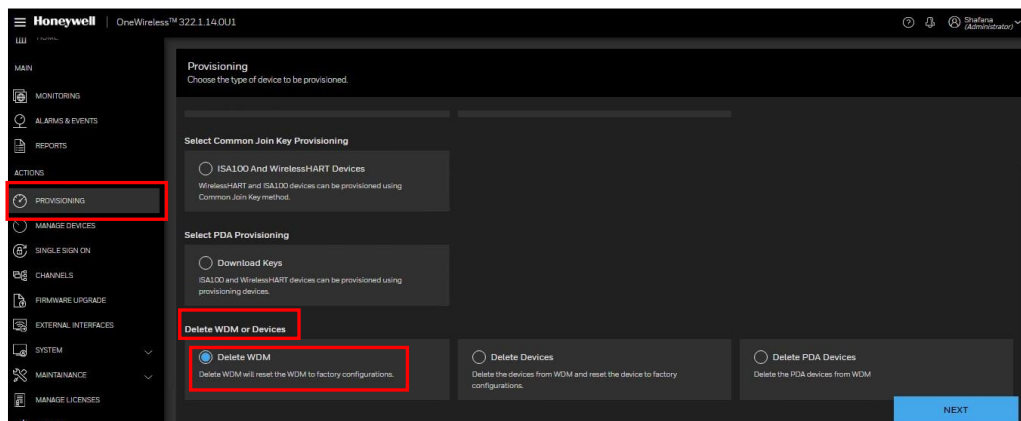 Honeywell | OneWireless™ 322.1.14.0U1
Shafana
(Administrator)
HOME
MAIN
MONITORING
ALARMS & EVENTS
REPORTS
ACTIONS
PROVISIONING
MANAGE DEVICES
SINGLE SIGN ON
CHANNELS
FIRMWARE UPGRADE
EXTERNAL INTERFACES
SYSTEM
MAINTAINANCE
MANAGE LICENSES
Provisioning
Choose the type of device to be provisioned.
Select Common Join Key Provisioning
ISA100 And WirelessHART Devices
WirelessHART and ISA100 devices can be provisioned using
Common Join Key method.
Select PDA Provisioning
Download Keys
ISA100 and WirelessHART devices can be provisioned using
provisioning devices.
Delete WDM or Devices
Delete WDM
Delete WDM will reset the WDM to factory configurations.
Delete Devices
Delete the devices from WDM and reset the device to factory
configurations.
Delete PDA Devices
Delete the PDA devices from WDM
NEXT